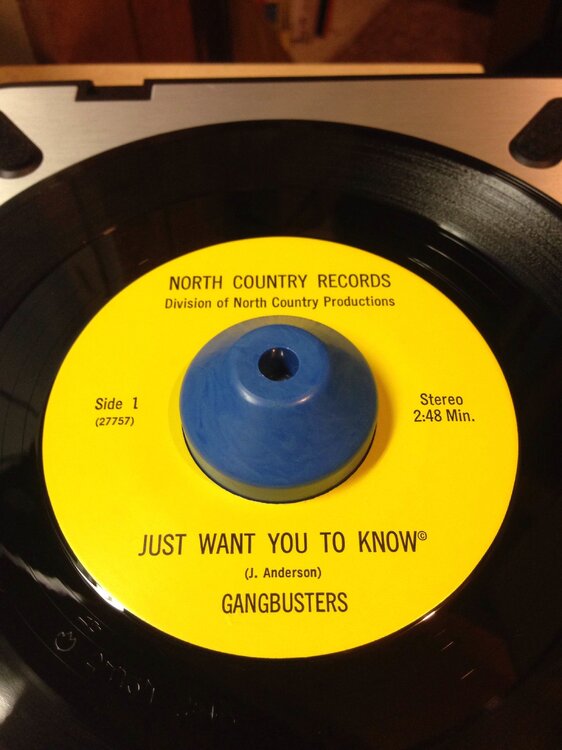 NORTH COUNTRY RECORDS
Division of North Country Productions
Side 1
(27757)
Stereo
2:48 Min.
JUST WANT YOU TO KNOW©
(J. Anderson)
GANGBUSTERS